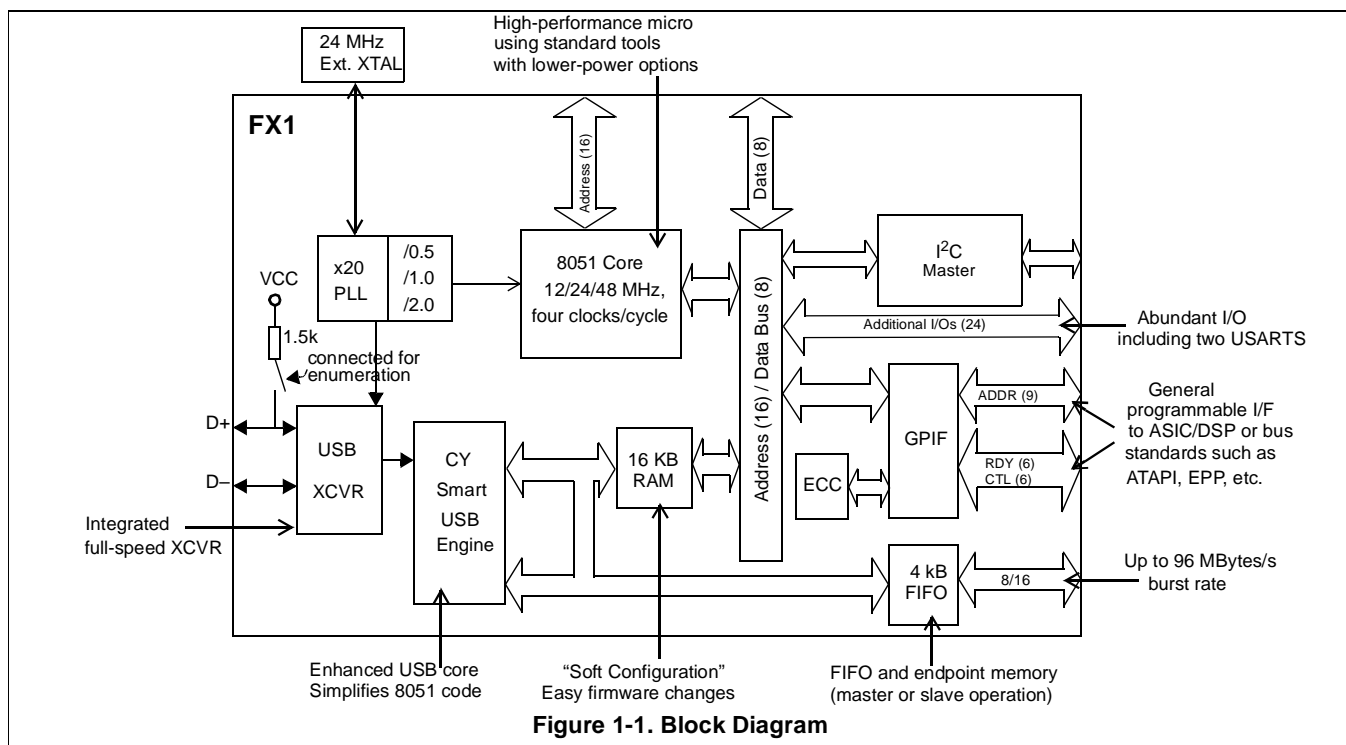 High-performance micro
using standard tools
with lower-power options
24 MHz
Ext. XTAL
FX1
Address (16)
Data (8)
x20
PLL
/0.5
/1.0
/2.0
8051 Core
12/24/48 MHz,
four clocks/cycle
I2C
Master
VCC
1.5k
connected for
enumeration
Address (16) / Data Bus (8)
Additional I/Os (24)
Abundant I/O
including two USARTS
ADDR (9)
GPIF
RDY (6)
CTL (6)
General
programmable I/F
to ASIC/DSP or bus
standards such as
ATAPI, EPP, etc.
D+
D–
USB
XCVR
CY
Smart
USB
Engine
16 KB
RAM
ECC
Integrated
full-speed XCVR
4 kB
FIFO
8/16
Up to 96 MBytes/s
burst rate
Enhanced USB core
Simplifies 8051 code
“Soft Configuration”
Easy firmware changes
FIFO and endpoint memory
(master or slave operation)
Figure 1-1. Block Diagram